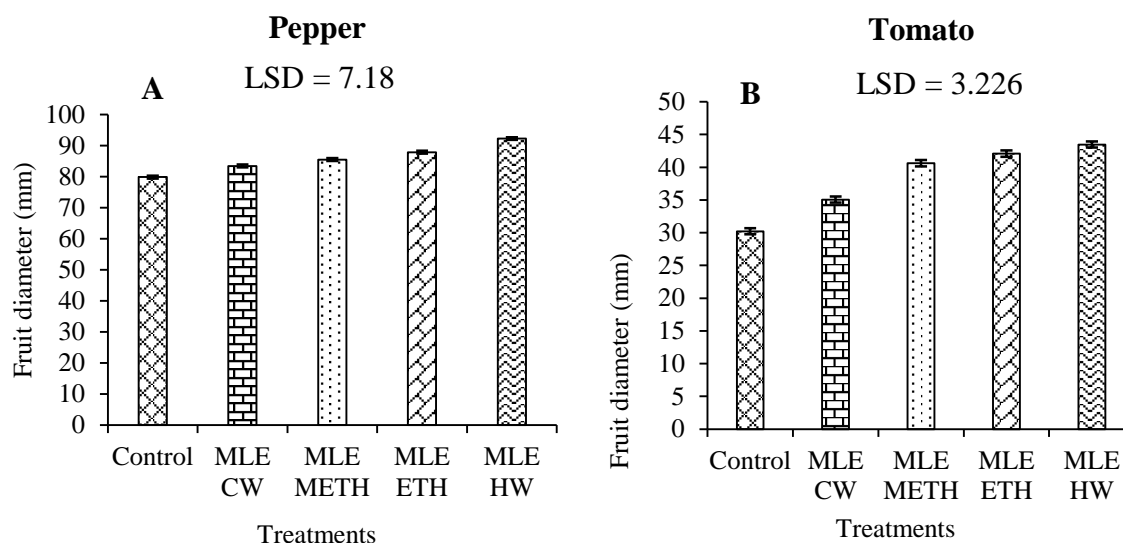 Pepper
LSD = 7.18
A
100
90
80
70
60
50
40
30
20
10
0
Fruit diameter (mm)
Control
MLE
CW
MLE
METH
MLE
ETH
MLE
HW
Treatments
Tomato
LSD = 3.226
B
50
45
40
35
30
25
20
15
10
5
0
Fruit diameter (mm)
Control
MLE
CW
MLE
METH
MLE
ETH
MLE
HW
Treatments